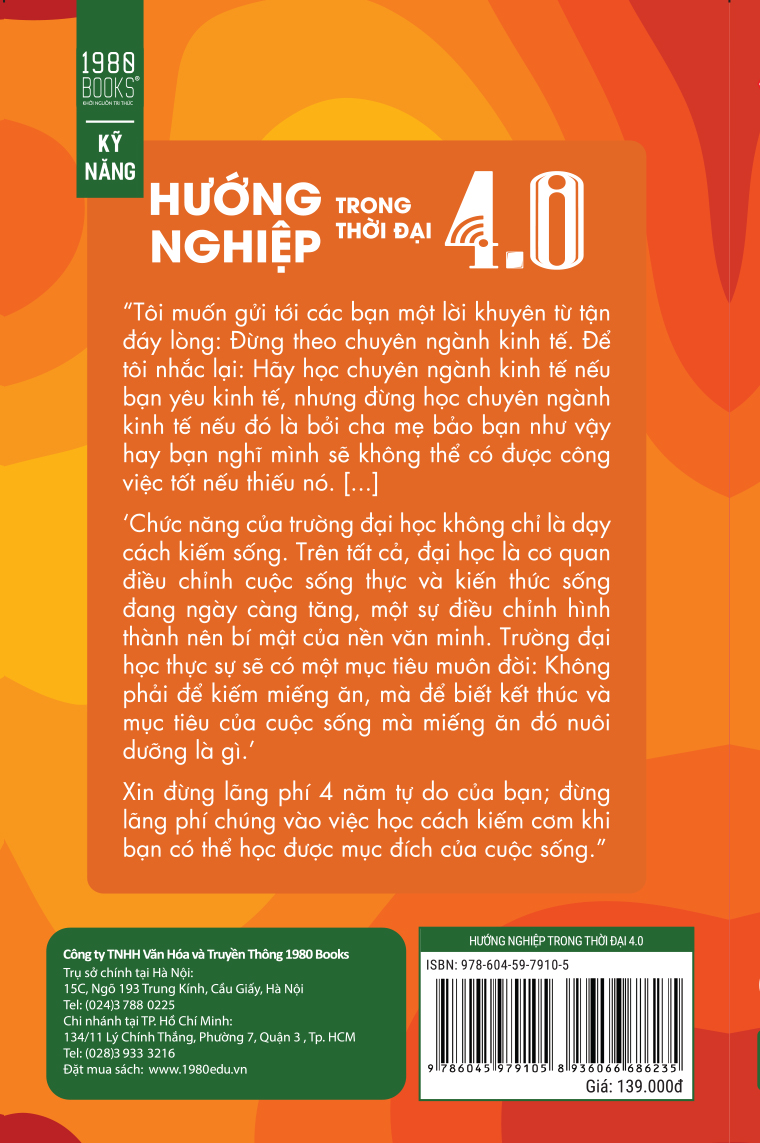 1980
BOOKS®
KHƠI NGUỒN TRI THỨC
KỸ
NĂNG
HƯỚNG
NGHIỆP
TRONG
THỜI ĐẠI
4.0
“Tôi muốn gửi tới các bạn một lời khuyên từ tận
đáy lòng: Đừng theo chuyên ngành kinh tế. Để
tôi nhắc lại: Hãy học chuyên ngành kinh tế nếu
bạn yêu kinh tế, nhưng đừng học chuyên ngành
kinh tế nếu đó là bởi cha mẹ bảo bạn như vậy
hay bạn nghĩ mình sẽ không thể có được công
việc tốt nếu thiếu nó. [...]
‘Chức năng của trường đại học không chỉ là dạy
cách kiếm sống. Trên tất cả, đại học là cơ quan
điều chỉnh cuộc sống thực và kiến thức sống
đang ngày càng tăng, một sự điều chỉnh hình
thành nên bí mật của nền văn minh. Trường đại
học thực sự sẽ có một mục tiêu muôn đời: Không
phải để kiếm miếng ăn, mà để biết kết thúc và
mục tiêu của cuộc sống mà miếng ăn đó nuôi
dưỡng là gì.’
Xin đừng lãng phí 4 năm tự do của bạn; đừng
lãng phí chúng vào việc học cách kiếm cơm khi
bạn có thể học được mục đích của cuộc sống.”
Công ty TNHH Văn Hóa và Truyền Thông 1980 Books
Trụ sở chính tại Hà Nội:
15C, Ngõ 193 Trung Kính, Cầu Giấy, Hà Nội
Tel: (024)3 788 0225
Chi nhánh tại TP. Hồ Chí Minh:
134/11 Lý Chính Thắng, Phường 7, Quận 3 , Tp. HCM
Tel: (028)3 933 3216
Đặt mua sách: www.1980edu.vn
HƯỚNG NGHIỆP TRONG THỜI ĐẠI 4.0
ISBN: 978-604-59-7910-5
9 786045 979105 8 936066 686235
Giá: 139.000đ